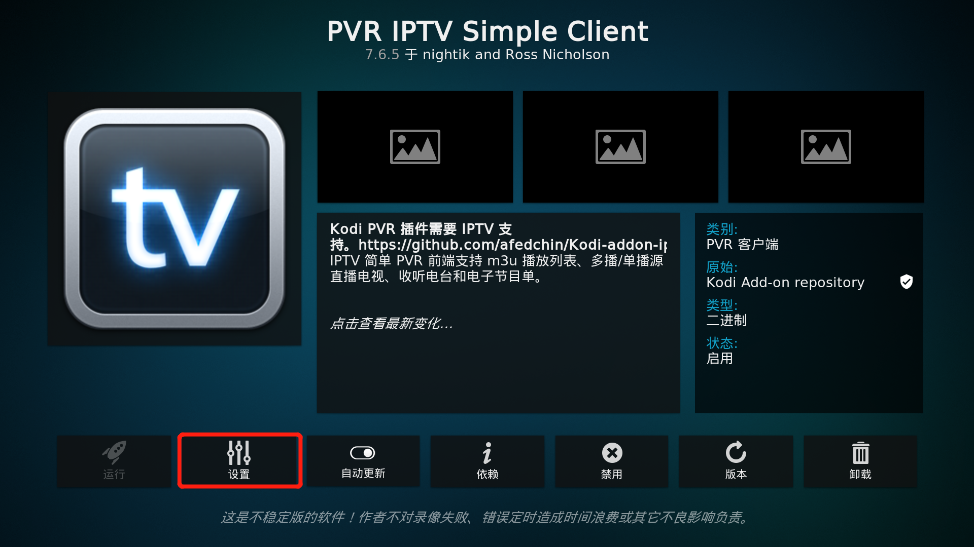 PVR IPTV Simple Client
7.6.5 于 nightik and Ross Nicholson
tv
Kodi PVR 插件需要 IPTV 支
持。https://github.com/afedchin/Kodi-addon-ip
IPTV 简单 PVR 前端支持 m3u 播放列表、多播/单播源
直播电视、收听电台和电子节目单。
点击查看最新变化...
类别:
PVR 客户端
原始:
Kodi Add-on repository
类型:
二进制
状态:
启用
运行
设置
自动更新
依赖
禁用
版本
卸载
这是不稳定版的软件！作者不对录像失败、错误定时造成时间浪费或其它不良影响负责。